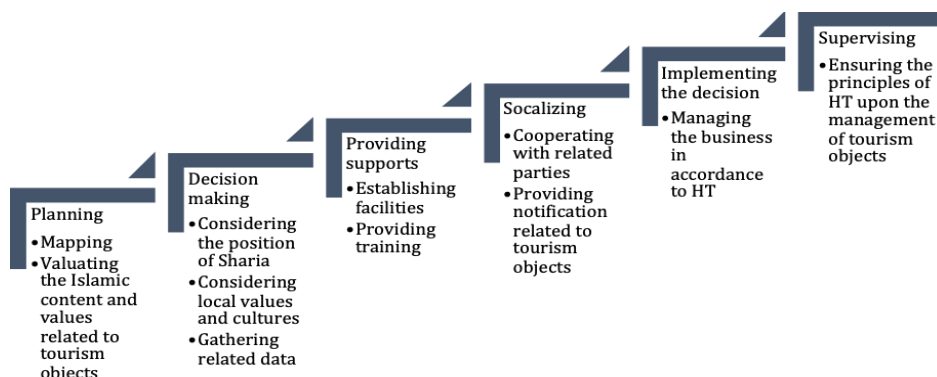 Planning
•Mapping
•Valuating
the Islamic
content and
values
related to
tourism
objects
Decision
making
•Considering
the position
of Sharia
•Considering
local values
and cultures
•Gathering
related data
Providing
supports
•Establishing
facilities
•Providing
training
Socalizing
•Cooperating
with related
parties
•Providing
notification
related to
tourism
objects
Implementing
the decision
•Managing
the business
in
accordance
to HT
Supervising
•Ensuring the
principles of
HT upon the
management
of tourism
objects